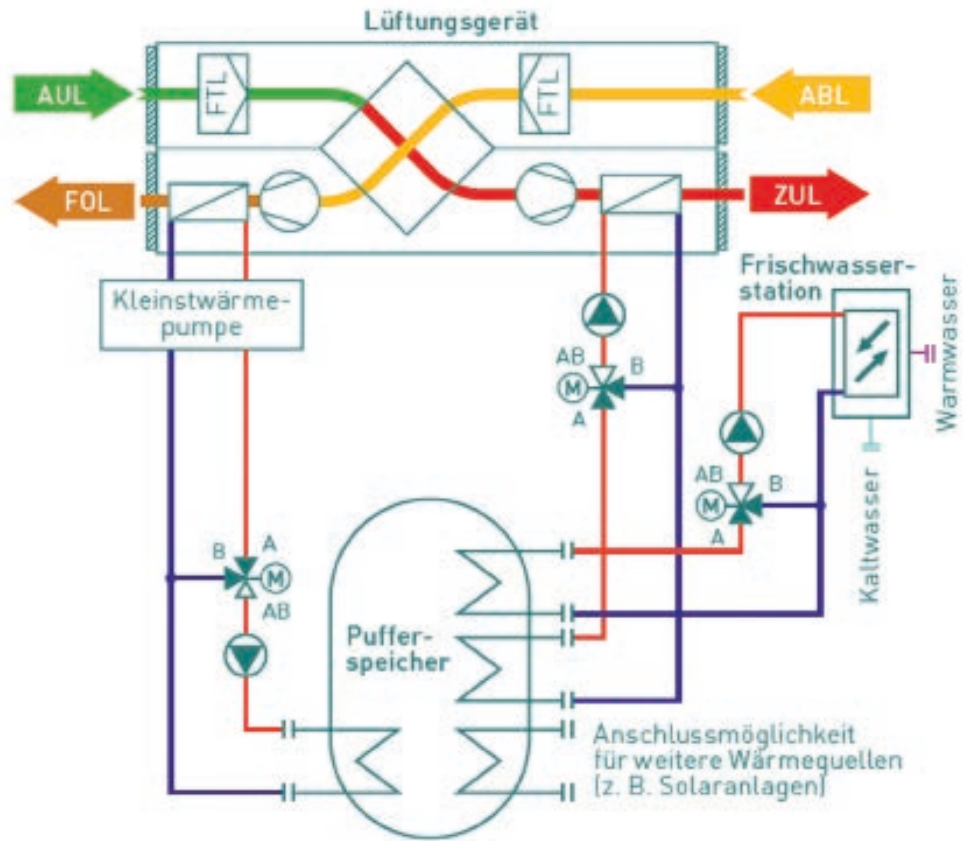 Lüftungsgerät
AUL
FTL
FTL
ABL
FOL
ZUL
Kleinstwärme-
pumpe
Frischwasser-
station
Warmwasser
Kaltwasser
AB
B
M
A
AB
B
M
A
B
A
M
AB
Puffer-
speicher
Anschlussmöglichkeit
für weitere Wärmequellen
(z. B. Solaranlagen)